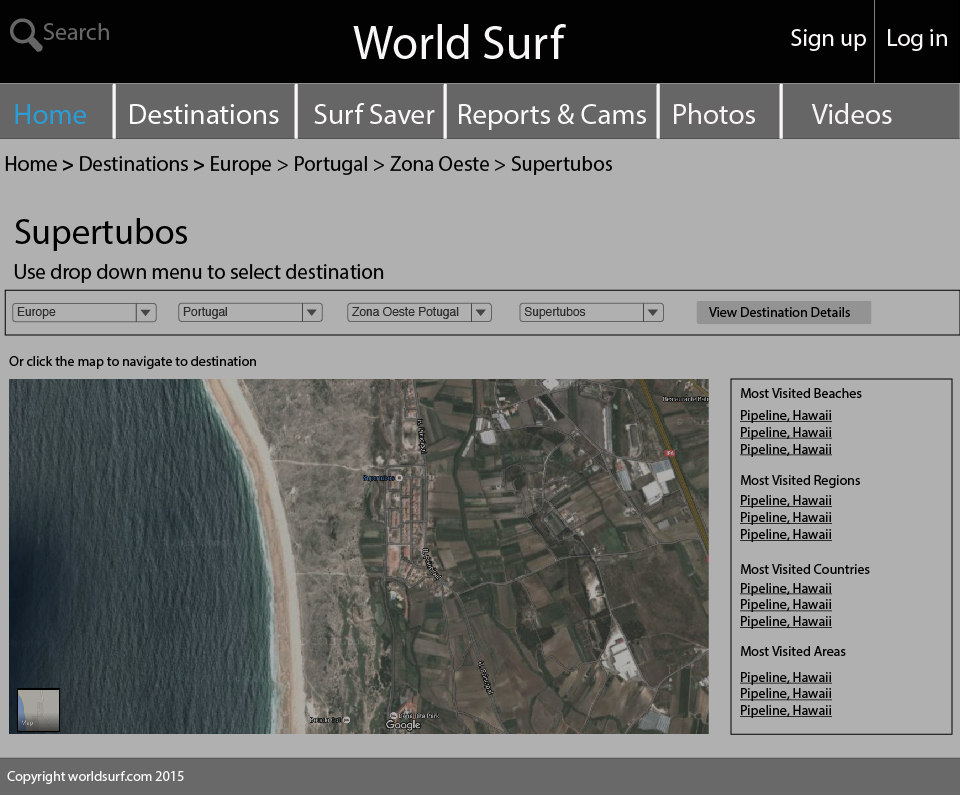 Search
World Surf
Sign up
Log in
Home
Destinations
Surf Saver
Reports & Cams
Photos
Videos
Home > Destinations > Europe > Portugal > Zona Oeste > Supertubos
Supertubos
Use drop down menu to select destination
Europe
Portugal
Zona Oeste Potugal
Supertubos
View Destination Details
Or click the map to navigate to destination
Map
Google
Most Visited Beaches
Pipeline, Hawaii
Pipeline, Hawaii
Pipeline, Hawaii
Most Visited Regions
Pipeline, Hawaii
Pipeline, Hawaii
Pipeline, Hawaii
Most Visited Countries
Pipeline, Hawaii
Pipeline, Hawaii
Pipeline, Hawaii
Most Visited Areas
Pipeline, Hawaii
Pipeline, Hawaii
Pipeline, Hawaii
Copyright worldsurf.com 2015